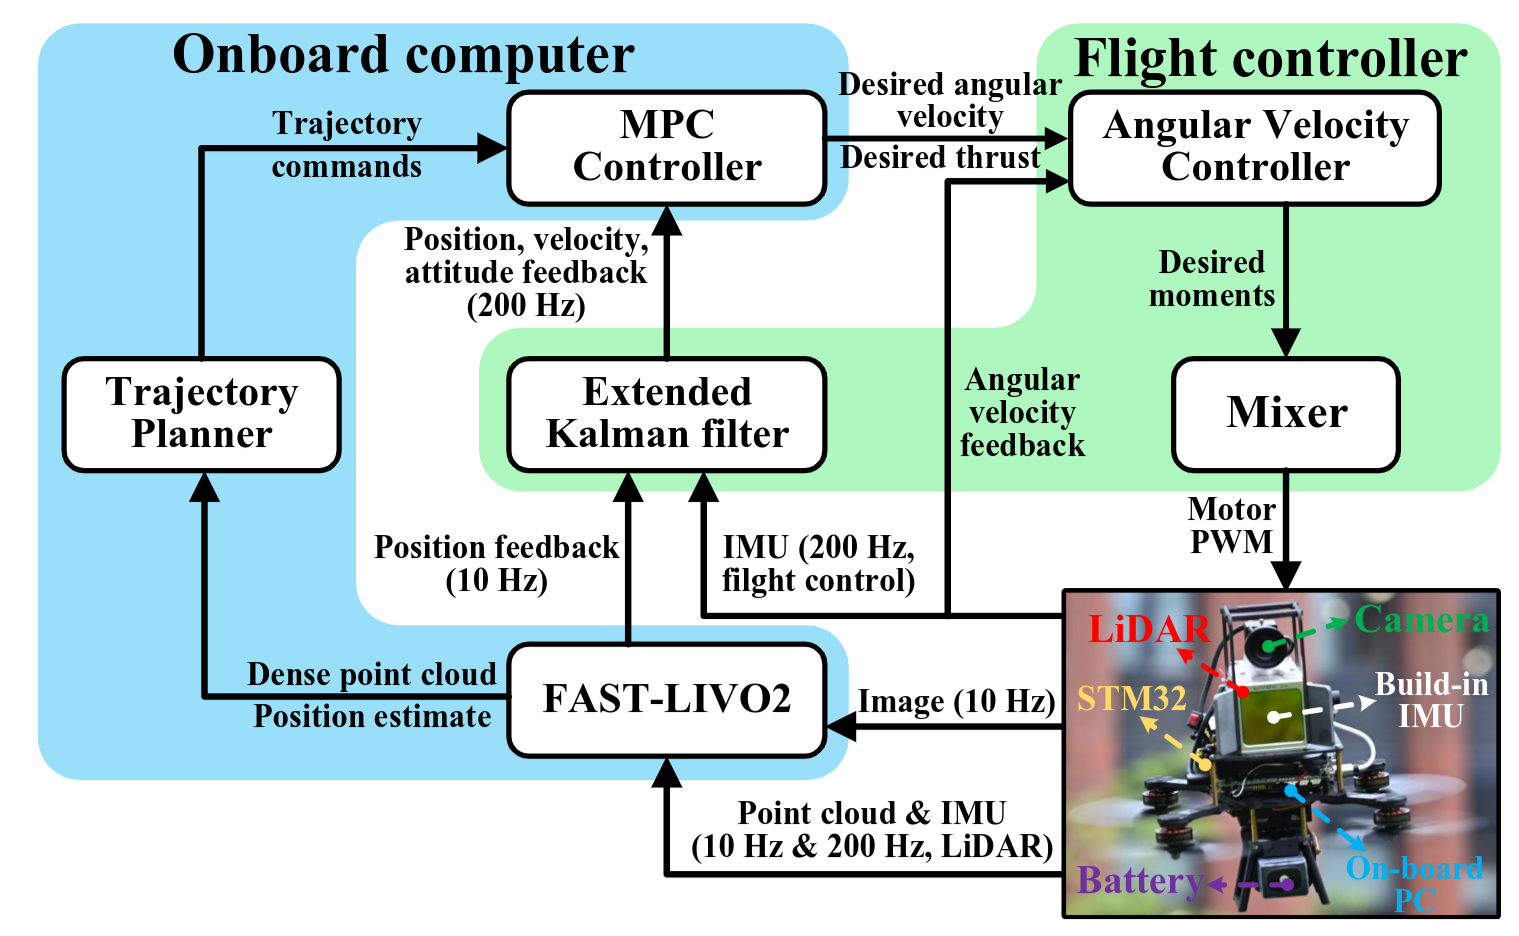 Onboard computer
Flight controller
Trajectory
commands
MPC
Controller
Desired angular
velocity
Desired thrust
Angular Velocity
Controller
Position, velocity,
attitude feedback
(200 Hz)
Desired
moments
Trajectory
Planner
Extended
Kalman filter
Angular
velocity
feedback
Mixer
Position feedback
(10 Hz)
IMU (200 Hz,
filght control)
Motor
PWM
Dense point cloud
Position estimate
FAST-LIVO2
Image (10 Hz)
Point cloud & IMU
(10 Hz & 200 Hz, LiDAR)
LiDAR
Camera
STM32
Build-in
IMU
Battery
On-board
PC